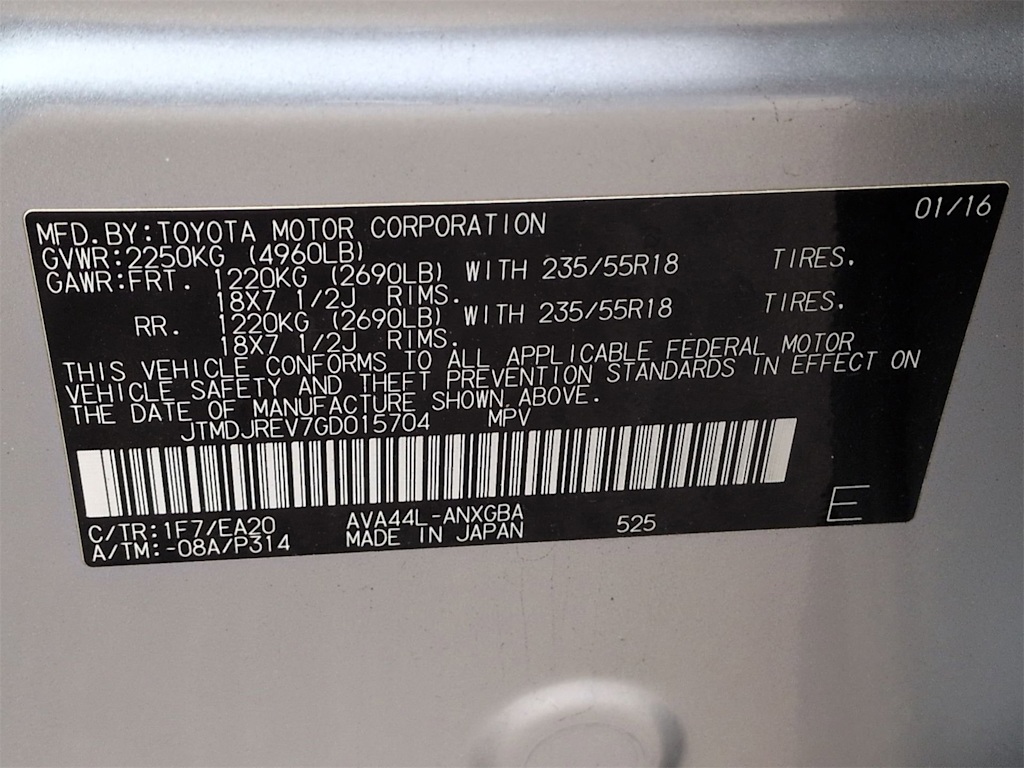 01/16
MFD.BY:TOYOTA MOTOR CORPORATION
GVWR:2250KG (4960LB)
GAWR:FRT. 1220KG (2690LB) WITH 235/55R18 TIRES.
18X7 1/2J RIMS.
RR. 1220KG (2690LB) WITH 235/55R18 TIRES.
18X7 1/2J RIMS.
THIS VEHICLE CONFORMS TO ALL APPLICABLE FEDERAL MOTOR
VEHICLE SAFETY AND THEFT PREVENTION STANDARDS IN EFFECT ON
THE DATE OF MANUFACTURE SHOWN ABOVE.
JTMDJREV7GD015704 MPV
C/TR:1F7/EA20 AVA44L-ANXGBA 525 E
A/TM:-08A/P314 MADE IN JAPAN